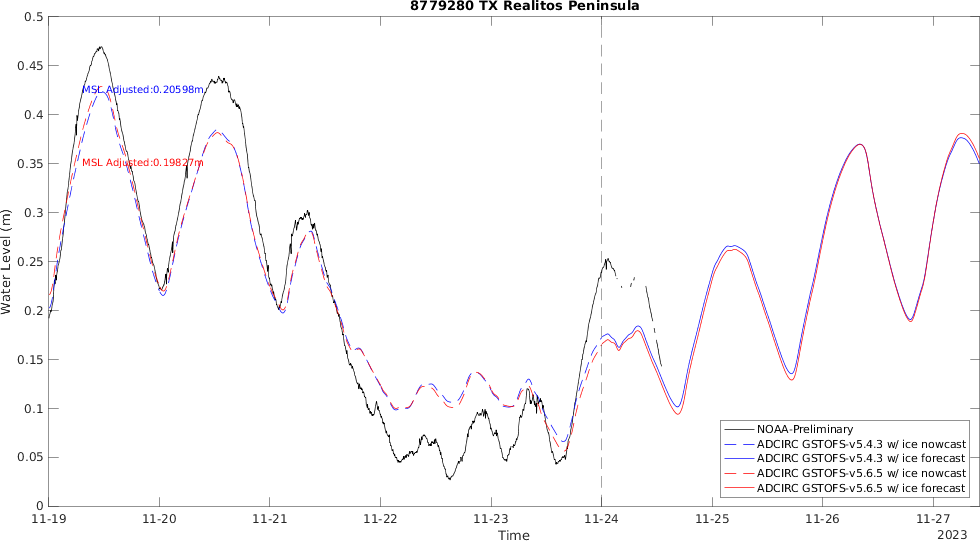 8779280 TX Realitos Peninsula
Water Level (m)
0.5
0.45
0.4
0.35
0.3
0.25
0.2
0.15
0.1
0.05
0
MSL Adjusted:0.20598m
MSL Adjusted:0.19827m
NOAA-Preliminary
ADCIRC GSTOFS-v5.4.3 w/ ice nowcast
ADCIRC GSTOFS-v5.4.3 w/ ice forecast
ADCIRC GSTOFS-v5.6.5 w/ ice nowcast
ADCIRC GSTOFS-v5.6.5 w/ ice forecast
11-19 11-20 11-21 11-22 11-23 11-24 11-25 11-26 11-27
Time
2023